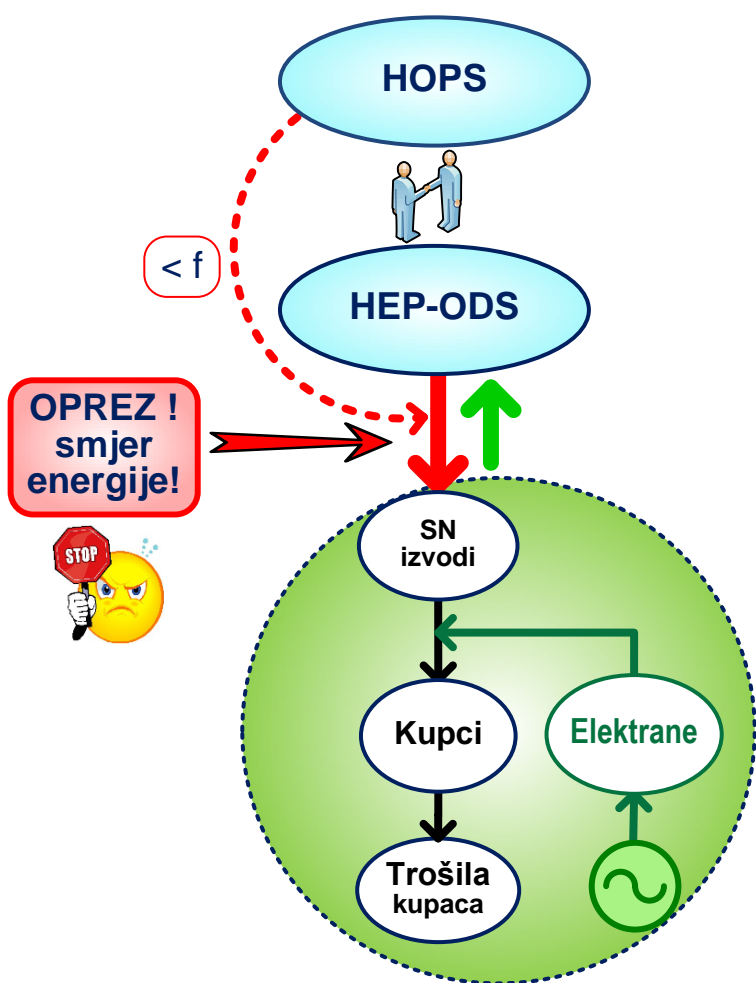 HOPS
< f
HEP-ODS
OPREZ !
smjer
energije!
STOP
SN
izvodi
Kupci
Elektrane
Trošila
kupaca